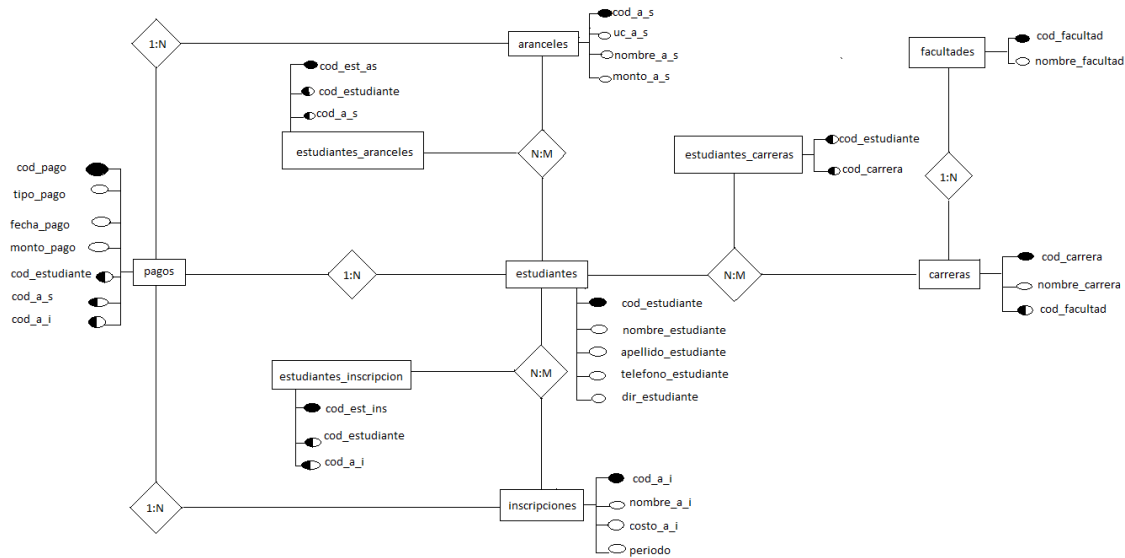 1:N
aranceles
cod_a_s
uc_a_s
nombre_a_s
monto_a_s
facultades
cod_facultad
nombre_facultad
cod_est_as
cod_estudiante
cod_a_s
estudiantes_aranceles
N:M
estudiantes_carreras
cod_estudiante
cod_carrera
1:N
cod_pago
tipo_pago
fecha_pago
monto_pago
cod_estudiante
cod_a_s
cod_a_i
pagos
1:N
estudiantes
N:M
carreras
cod_carrera
nombre_carrera
cod_facultad
cod_estudiante
nombre_estudiante
apellido_estudiante
telefono_estudiante
dir_estudiante
estudiantes_inscripcion
N:M
cod_est_ins
cod_estudiante
cod_a_i
1:N
inscripciones
cod_a_i
nombre_a_i
costo_a_i
periodo